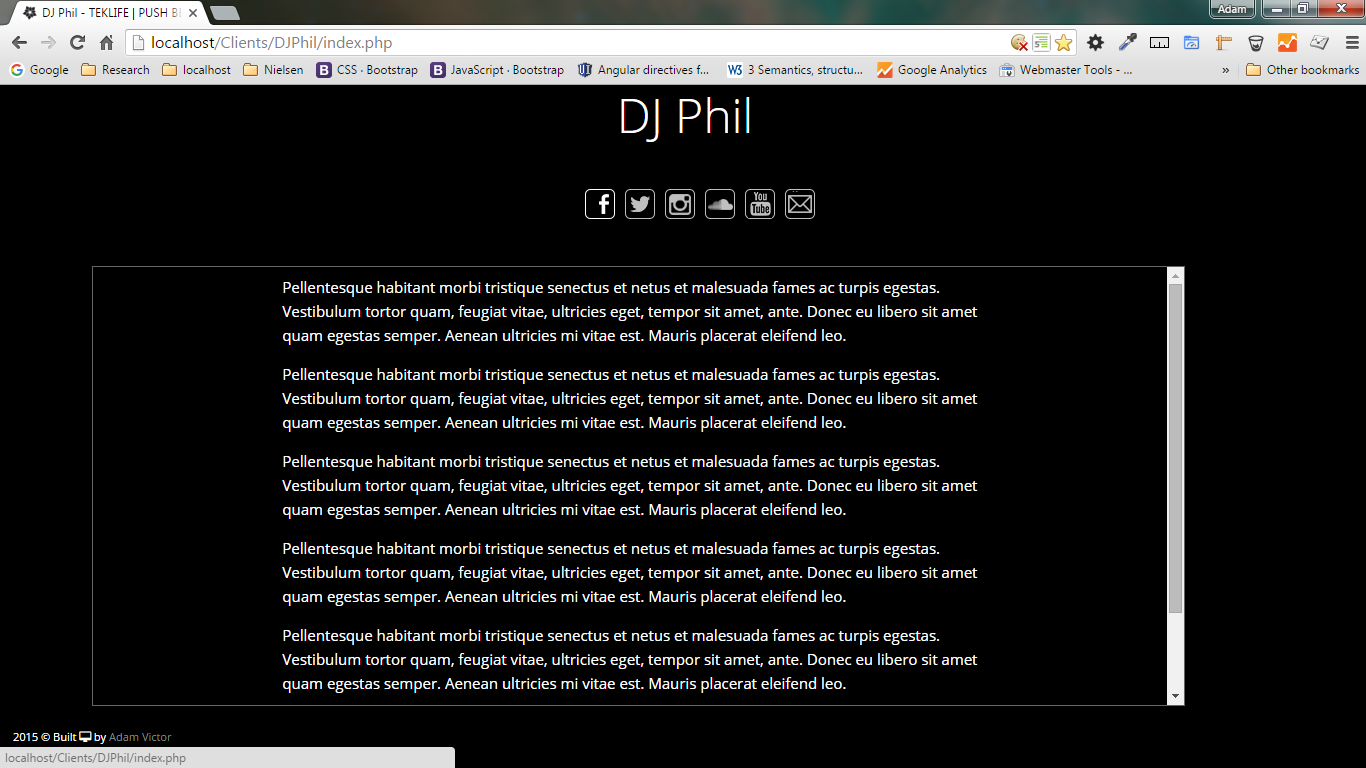 DJ Phil - TEKLIFE | PUSH BL
Adam
localhost/Clients/DJPhil/index.php
Google Research localhost Nielsen CSS · Bootstrap JavaScript · Bootstrap Angular directives f... W3 3 Semantics, structu... Google Analytics Webmaster Tools - ... » Other bookmarks
DJ Phil
You
Tube
Pellentesque habitant morbi tristique senectus et netus et malesuada fames ac turpis egestas.
Vestibulum tortor quam, feugiat vitae, ultricies eget, tempor sit amet, ante. Donec eu libero sit amet
quam egestas semper. Aenean ultricies mi vitae est. Mauris placerat eleifend leo.
Pellentesque habitant morbi tristique senectus et netus et malesuada fames ac turpis egestas.
Vestibulum tortor quam, feugiat vitae, ultricies eget, tempor sit amet, ante. Donec eu libero sit amet
quam egestas semper. Aenean ultricies mi vitae est. Mauris placerat eleifend leo.
Pellentesque habitant morbi tristique senectus et netus et malesuada fames ac turpis egestas.
Vestibulum tortor quam, feugiat vitae, ultricies eget, tempor sit amet, ante. Donec eu libero sit amet
quam egestas semper. Aenean ultricies mi vitae est. Mauris placerat eleifend leo.
Pellentesque habitant morbi tristique senectus et netus et malesuada fames ac turpis egestas.
Vestibulum tortor quam, feugiat vitae, ultricies eget, tempor sit amet, ante. Donec eu libero sit amet
quam egestas semper. Aenean ultricies mi vitae est. Mauris placerat eleifend leo.
Pellentesque habitant morbi tristique senectus et netus et malesuada fames ac turpis egestas.
Vestibulum tortor quam, feugiat vitae, ultricies eget, tempor sit amet, ante. Donec eu libero sit amet
quam egestas semper. Aenean ultricies mi vitae est. Mauris placerat eleifend leo.
2015 © Built by Adam Victor
localhost/Clients/DJPhil/index.php